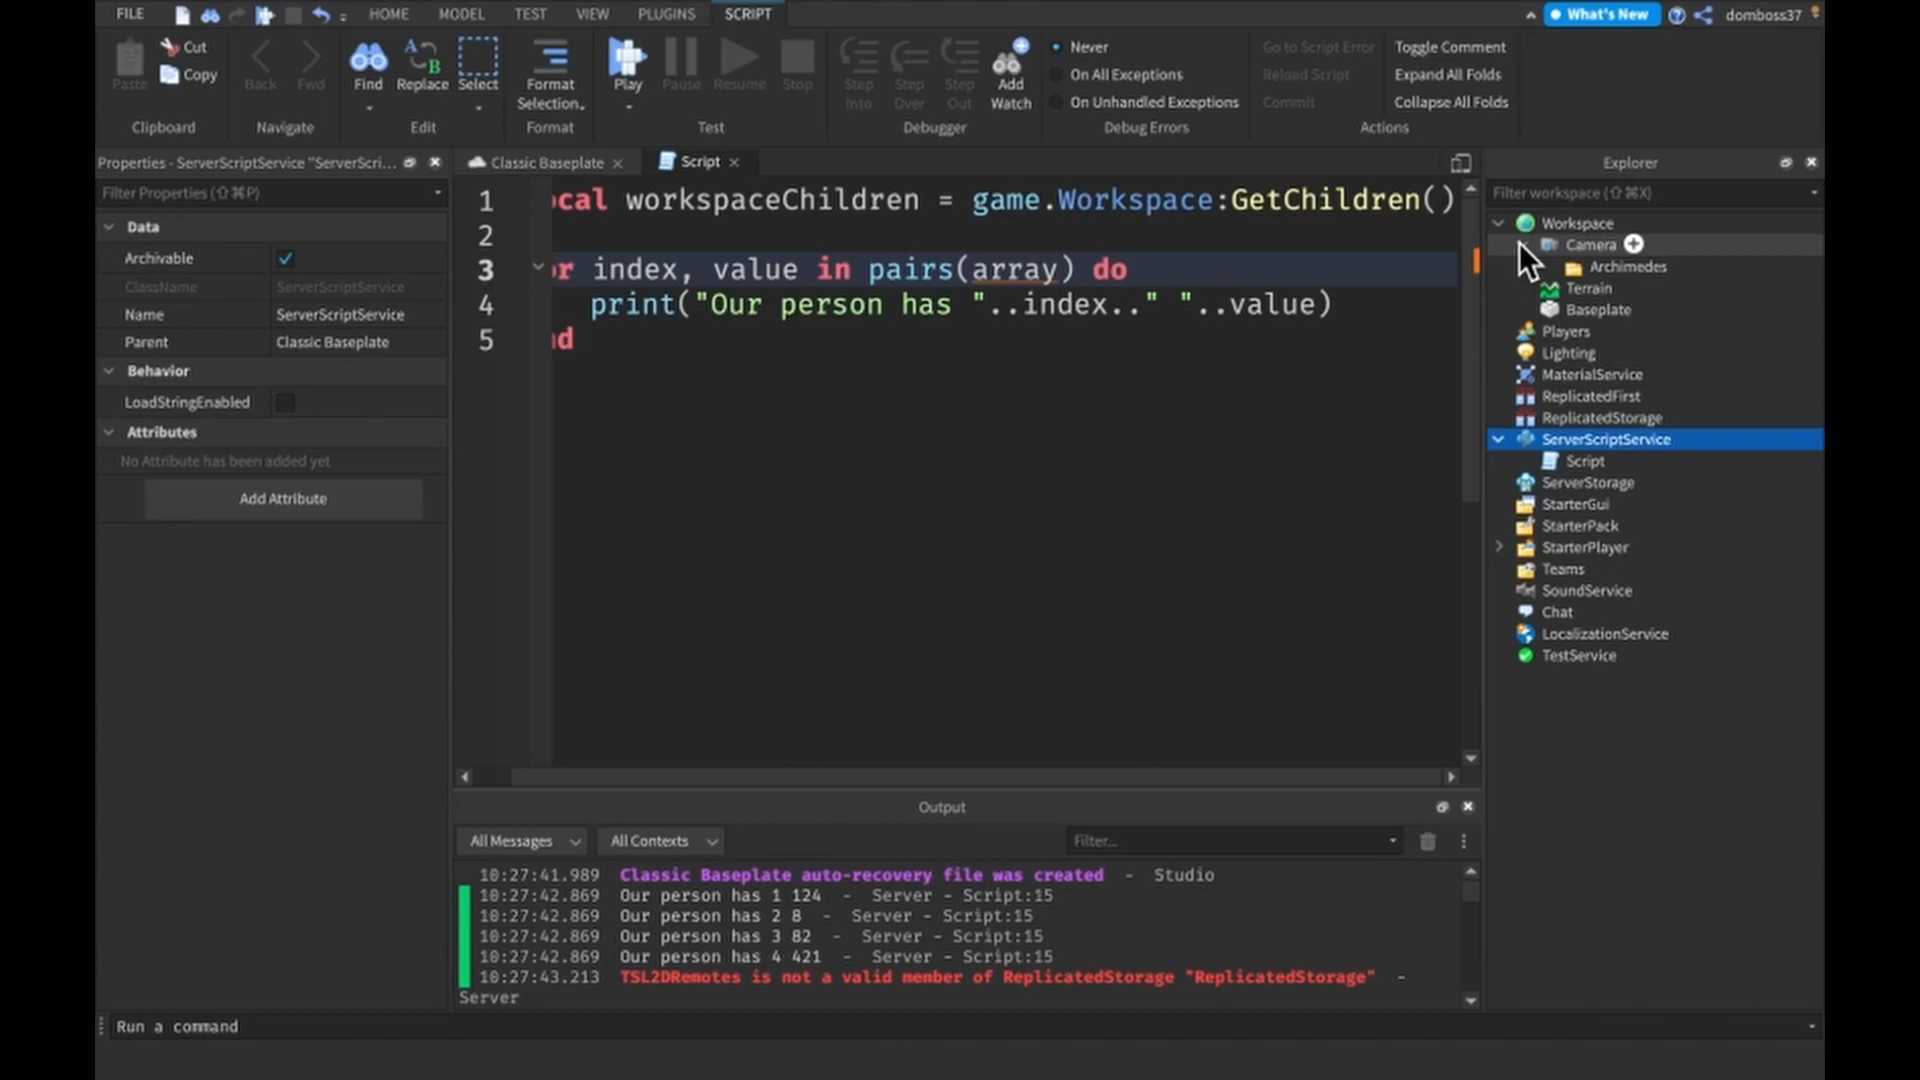 FILE HOME MODEL TEST VIEW PLUGINS SCRIPT What's New domboss37
Paste Cut Copy Back Fwd Find Replace Select Format Selection Play Pause Resume Stop Step Into Step Over Step Out Add Watch
Never
On All Exceptions
On Unhandled Exceptions
Go to Script Error
Reload Script
Commit
Toggle Comment
Expand All Folds
Collapse All Folds
Clipboard Navigate Edit Format Test Debugger Debug Errors Actions
Properties - ServerScriptService "ServerScri...
Filter Properties (⇧⌘P)
Data
Archivable
ClassName ServerScriptService
Name ServerScriptService
Parent Classic Baseplate
Behavior
LoadStringEnabled
Attributes
No Attribute has been added yet
Add Attribute
Classic Baseplate Script
1 ocal workspaceChildren = game.Workspace:GetChildren()
2
3 or index, value in pairs(array) do
4 print("Our person has "..index.." "..value)
5 nd
Output
All Messages All Contexts Filter...
10:27:41.989 Classic Baseplate auto-recovery file was created - Studio
10:27:42.869 Our person has 1 124 - Server - Script:15
10:27:42.869 Our person has 2 8 - Server - Script:15
10:27:42.869 Our person has 3 82 - Server - Script:15
10:27:42.869 Our person has 4 421 - Server - Script:15
10:27:43.213 TSL2DRemotes is not a valid member of ReplicatedStorage "ReplicatedStorage" -
Server
Run a command
Explorer
Filter workspace (⇧⌘X)
Workspace
Camera
Archimedes
Terrain
Baseplate
Players
Lighting
MaterialService
ReplicatedFirst
ReplicatedStorage
ServerScriptService
Script
ServerStorage
StarterGui
StarterPack
StarterPlayer
Teams
SoundService
Chat
LocalizationService
TestService